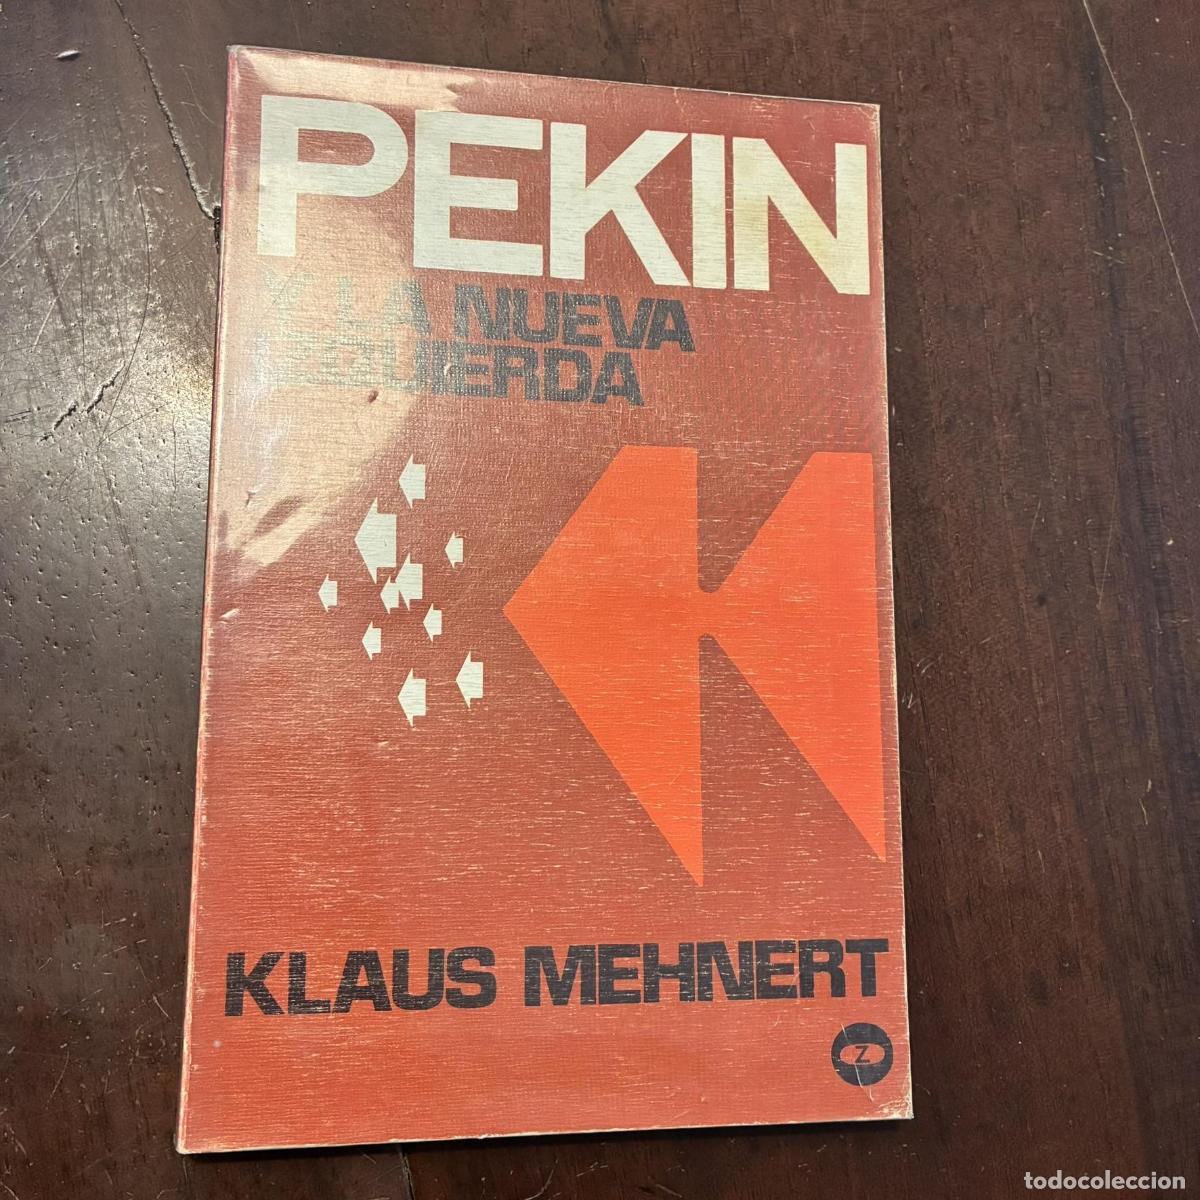 PEKIN
Y LA NUEVA
IZQUIERDA
KLAUS MEHNERT
Z
todocoleccion